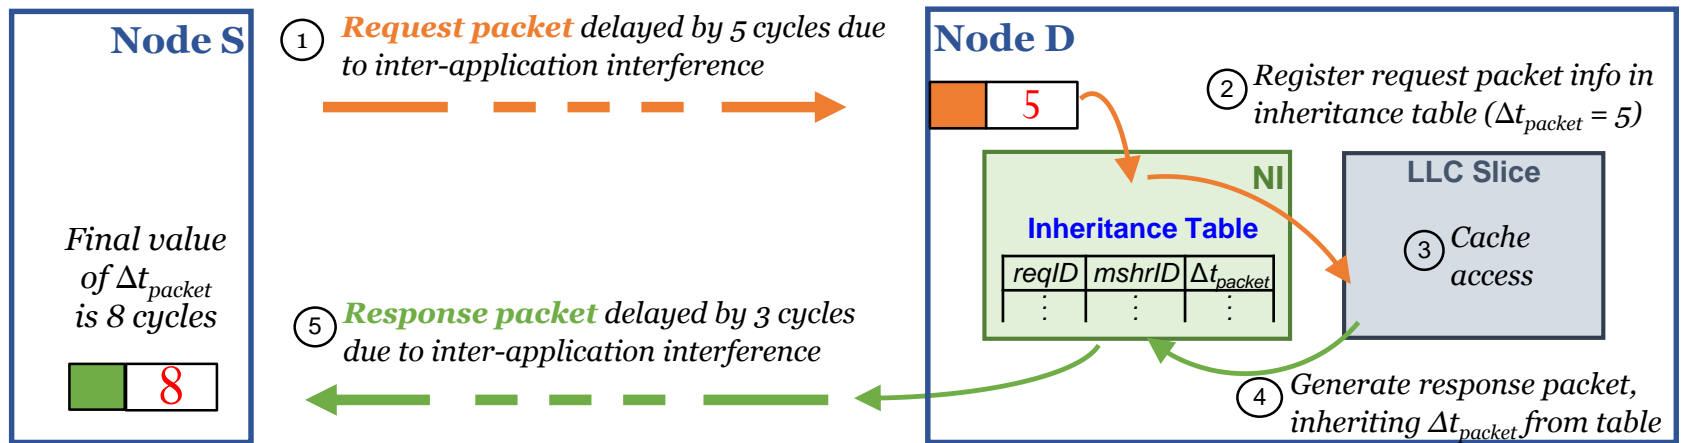 Node S
1 Request packet delayed by 5 cycles due
to inter-application interference
Node D
5
2 Register request packet info in
inheritance table (Δtpacket = 5)
NI
Inheritance Table
reqID mshrID Δtpacket
⋮ ⋮ ⋮
LLC Slice
3 Cache
access
4 Generate response packet,
inheriting Δtpacket from table
5 Response packet delayed by 3 cycles
due to inter-application interference
Final value
of Δtpacket
is 8 cycles
8